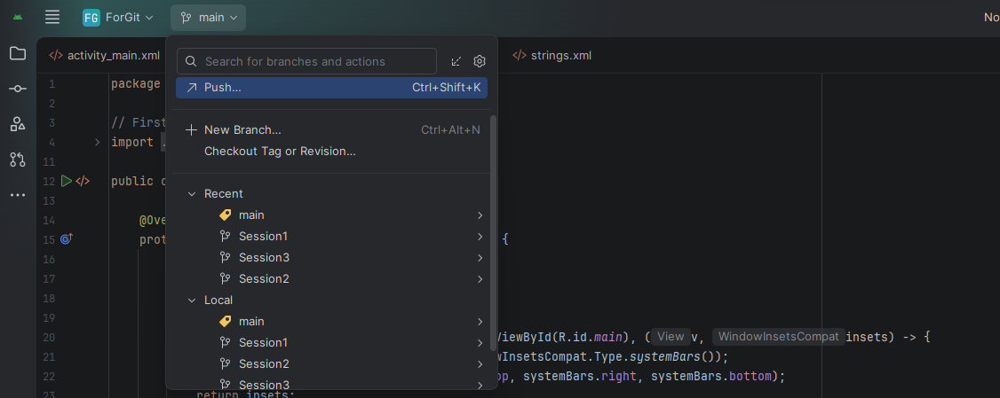 FG ForGit main No
activity_main.xml strings.xml
Search for branches and actions
Push... Ctrl+Shift+K
New Branch... Ctrl+Alt+N
Checkout Tag or Revision...
Recent
main
Session1
Session3
Session2
Local
main
Session1
Session2
Session3
1 package
2
3 // First
4 import
11
12 public
13
14 @Ove
15 prot {
16
17
18
19
20 ViewById(R.id.main), ( View v, WindowInsetsCompat insets) -> {
21 wInsetsCompat.Type.systemBars());
22 op, systemBars.right, systemBars.bottom);
23 return insets;